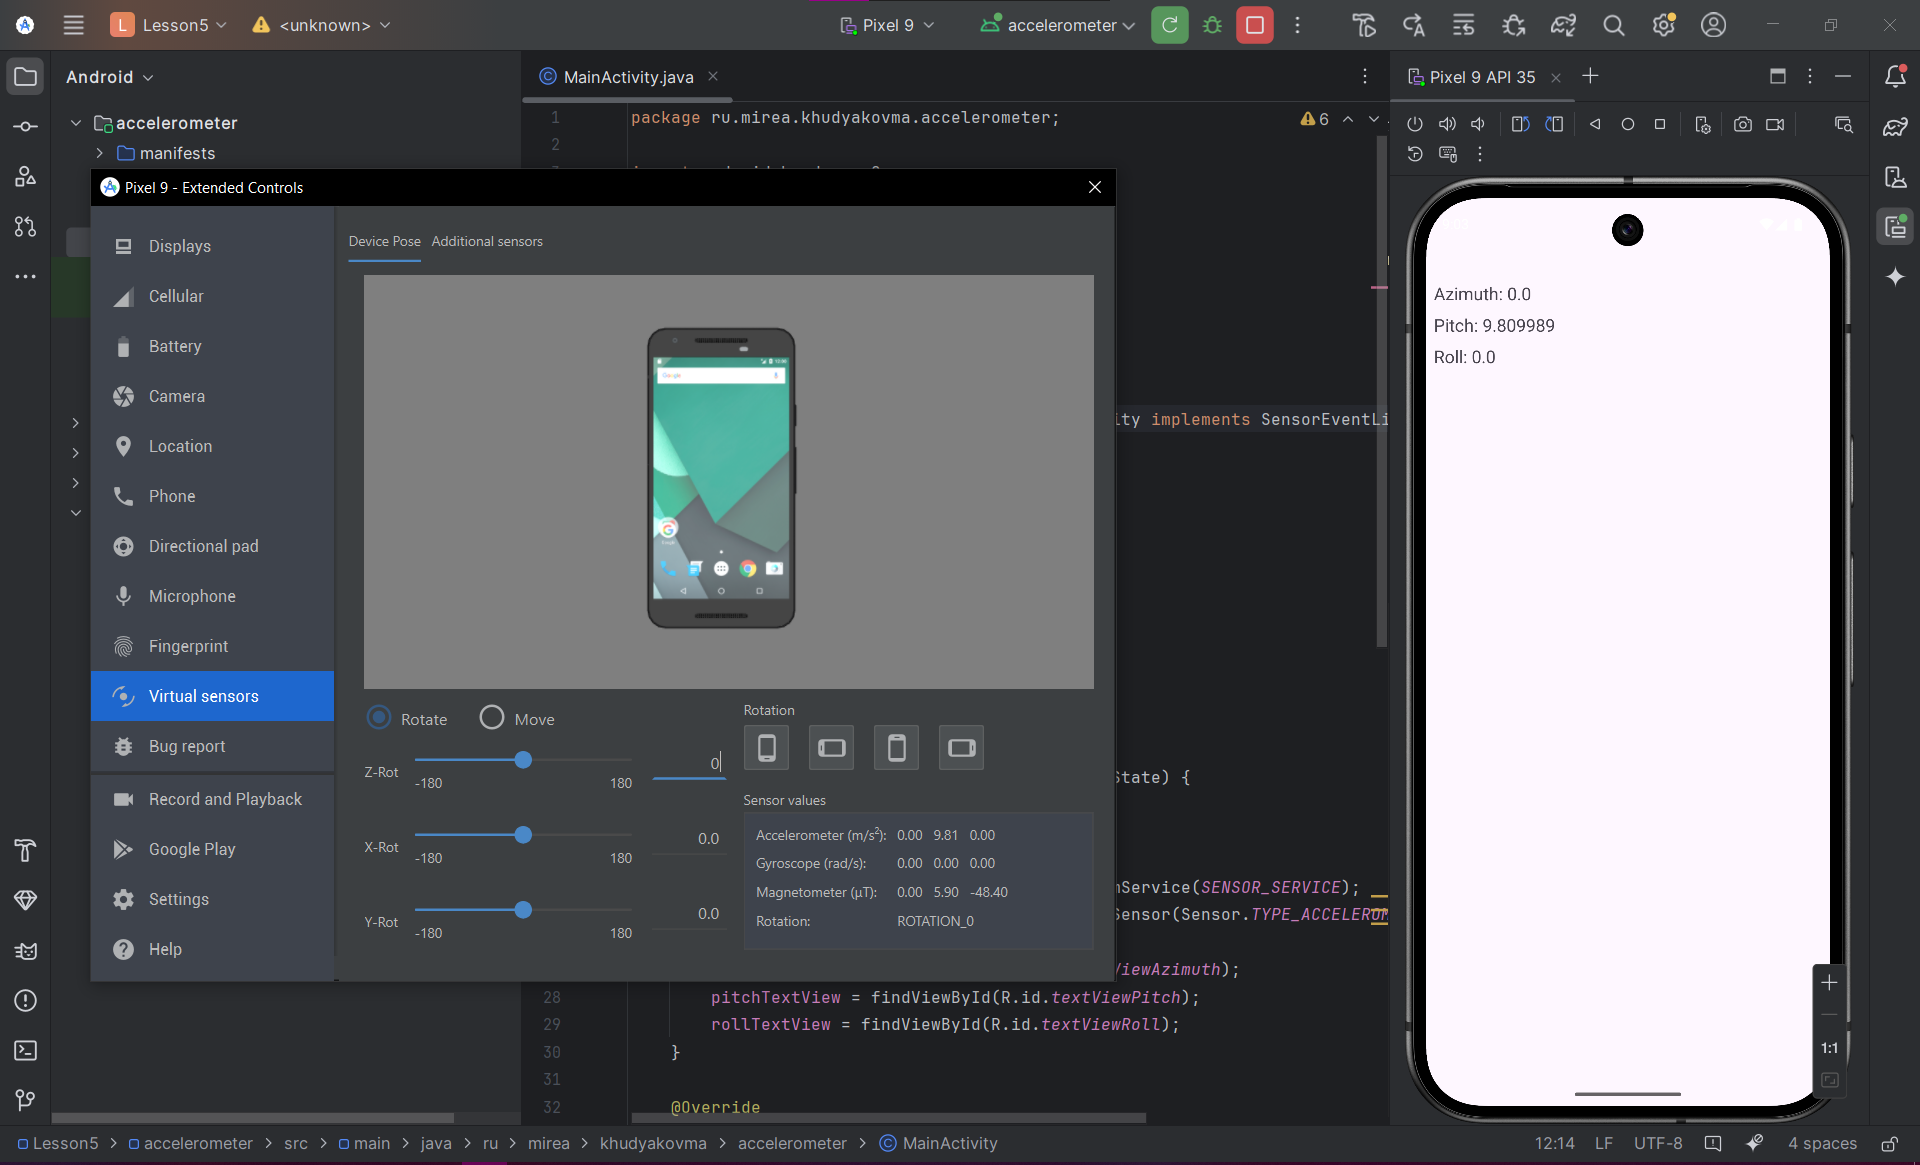 L Lesson5
<unknown>
Pixel 9
accelerometer
Android
MainActivity.java
Pixel 9 API 35
accelerometer
manifests
1
package ru.mirea.khudyakovma.accelerometer;
6
2
Pixel 9 - Extended Controls
Displays
Cellular
Battery
Camera
Location
Phone
Directional pad
Microphone
Fingerprint
Virtual sensors
Bug report
Record and Playback
Google Play
Settings
Help
Device Pose
Additional sensors
Rotate
Move
Z-Rot
-180
180
0
X-Rot
-180
180
0.0
Y-Rot
-180
180
0.0
Rotation
Sensor values
Accelerometer (m/s²): 0.00 9.81 0.00
Gyroscope (rad/s): 0.00 0.00 0.00
Magnetometer (μT): 0.00 5.90 -48.40
Rotation: ROTATION_0
ity implements SensorEventLi
State) {
mService(SENSOR_SERVICE);
Sensor(Sensor.TYPE_ACCELEROM
ViewAzimuth);
28
pitchTextView = findViewById(R.id.textViewPitch);
29
rollTextView = findViewById(R.id.textViewRoll);
30
}
31
32
@Override
Azimuth: 0.0
Pitch: 9.809989
Roll: 0.0
1:1
Lesson5 > accelerometer > src > main > java > ru > mirea > khudyakovma > accelerometer > MainActivity
12:14
LF
UTF-8
4 spaces